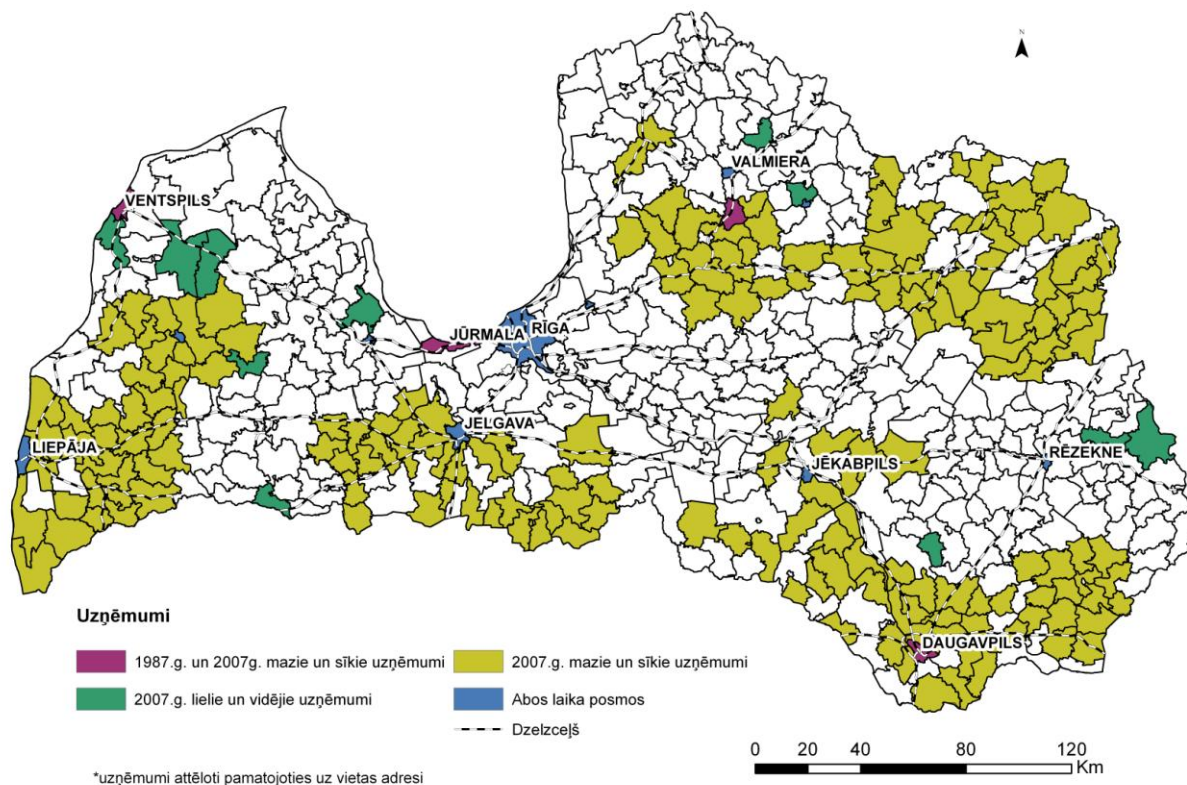 N
VALMIERA
VENTSPILS
JŪRMALA
RĪGA
JELGAVA
LIEPĀJA
JĒKABPILS
RĒZEKNE
DAUGAVPILS
Uzņēmumi
1987.g. un 2007g. mazie un sīkie uzņēmumi
2007.g. mazie un sīkie uzņēmumi
2007.g. lielie un vidējie uzņēmumi
Abos laika posmos
Dzelzceļš
0 20 40 80 120
Km
*uzņēmumi attēloti pamatojoties uz vietas adresi